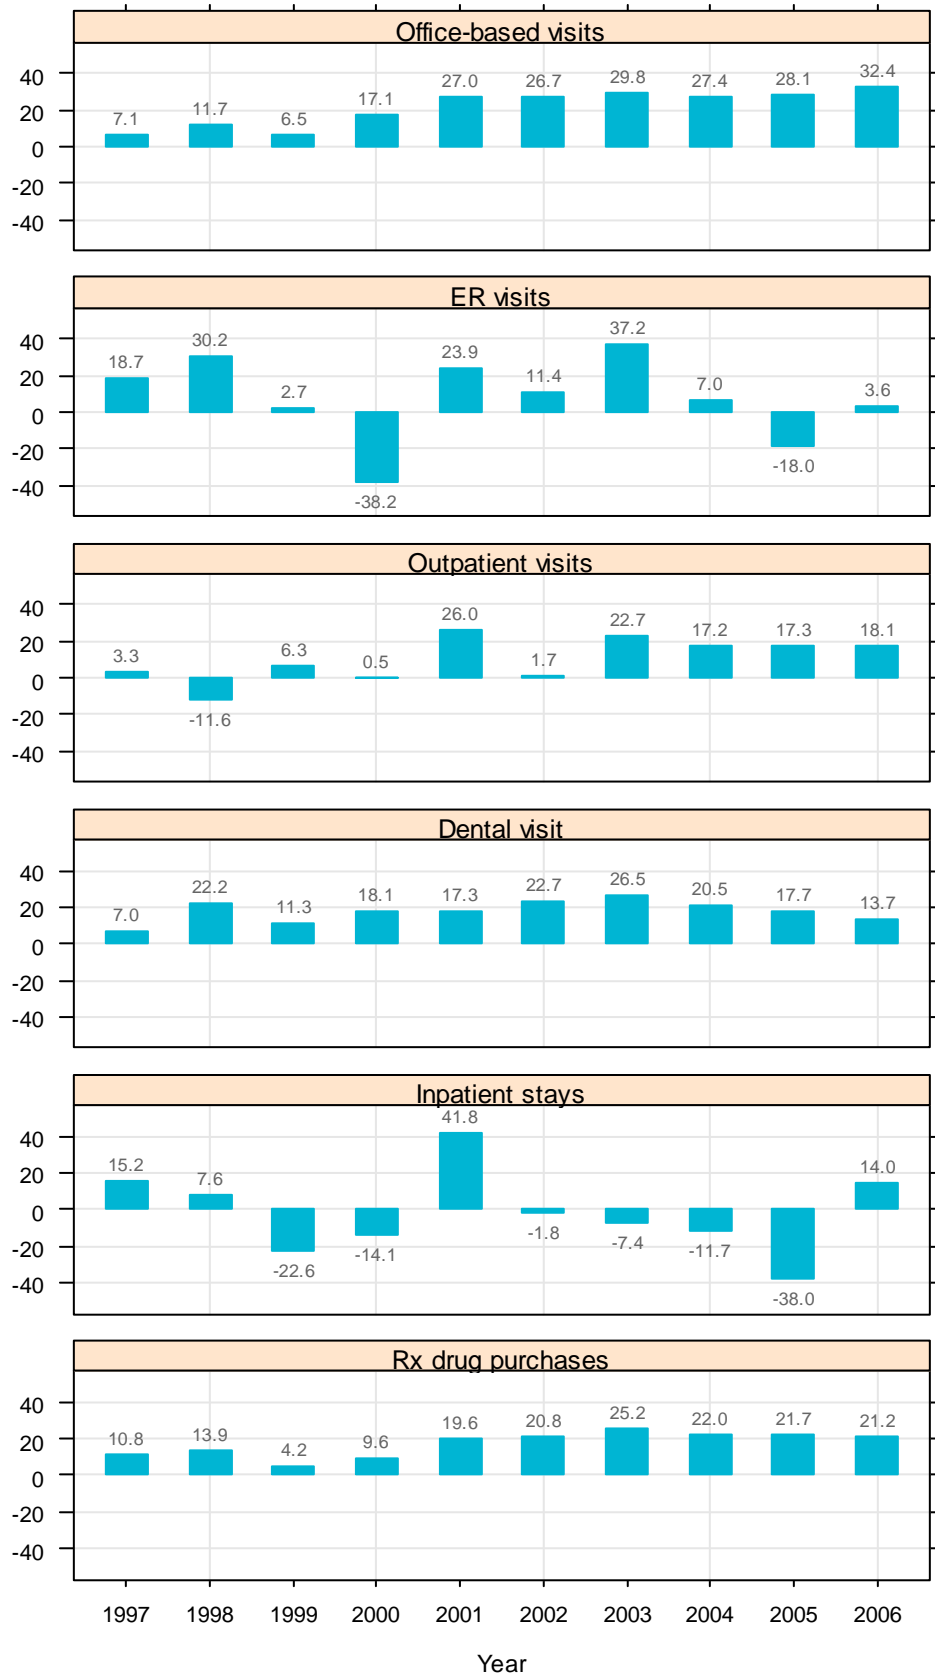 Office-based visits
40
20
0
-20
-40
7.1 11.7 6.5 17.1 27.0 26.7 29.8 27.4 28.1 32.4
ER visits
40
20
0
-20
-40
18.7 30.2 2.7 -38.2 23.9 11.4 37.2 7.0 -18.0 3.6
Outpatient visits
40
20
0
-20
-40
3.3 -11.6 6.3 0.5 26.0 1.7 22.7 17.2 17.3 18.1
Dental visit
40
20
0
-20
-40
7.0 22.2 11.3 18.1 17.3 22.7 26.5 20.5 17.7 13.7
Inpatient stays
40
20
0
-20
-40
15.2 7.6 -22.6 -14.1 41.8 -1.8 -7.4 -11.7 -38.0 14.0
Rx drug purchases
40
20
0
-20
-40
10.8 13.9 4.2 9.6 19.6 20.8 25.2 22.0 21.7 21.2
1997 1998 1999 2000 2001 2002 2003 2004 2005 2006
Year